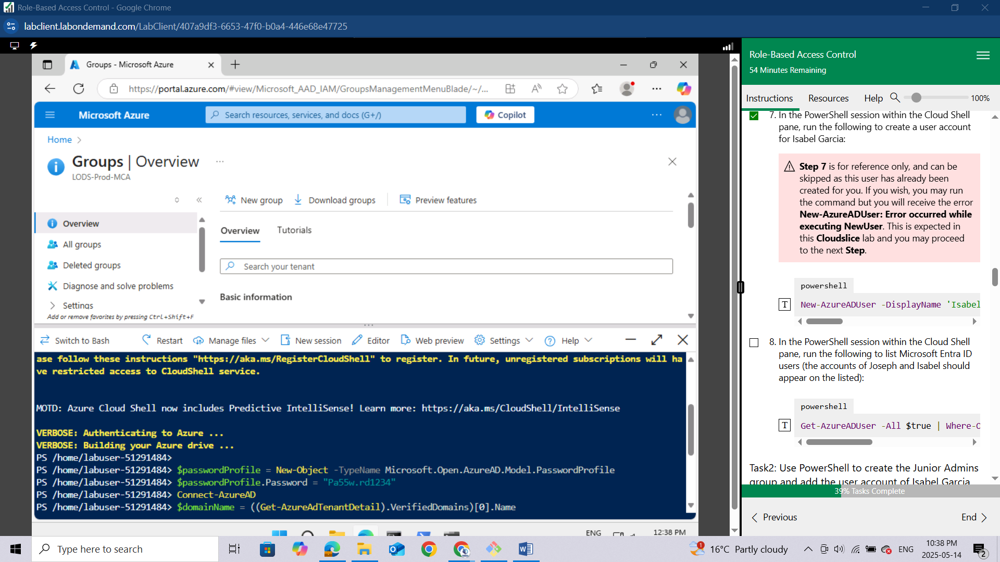 Role-Based Access Control - Google Chrome
labclient.labondemand.com/LabClient/407a9df3-6653-47f0-b0a4-446e68e47725
Groups - Microsoft Azure
https://portal.azure.com/#view/Microsoft_AAD_IAM/GroupsManagementMenuBlade/~/...
Microsoft Azure
Search resources, services, and docs (G+/)
Copilot
Home
Groups | Overview
LODS-Prod-MCA
New group
Download groups
Preview features
Overview
All groups
Deleted groups
Diagnose and solve problems
Settings
Add or remove favorites by pressing Ctrl+Shift+F
Overview
Tutorials
Search your tenant
Basic information
Switch to Bash
Restart
Manage files
New session
Editor
Web preview
Settings
Help
ase follow these instructions "https://aka.ms/RegisterCloudShell" to register. In future, unregistered subscriptions will ha
ve restricted access to CloudShell service.
MOTD: Azure Cloud Shell now includes Predictive IntelliSense! Learn more: https://aka.ms/CloudShell/IntelliSense
VERBOSE: Authenticating to Azure ...
VERBOSE: Building your Azure drive ...
PS /home/labuser-51291484>
PS /home/labuser-51291484> $passwordProfile = New-Object -TypeName Microsoft.Open.AzureAD.Model.PasswordProfile
PS /home/labuser-51291484> $passwordProfile.Password = "Pa55w.rd1234"
PS /home/labuser-51291484> Connect-AzureAD
PS /home/labuser-51291484> $domainName = ((Get-AzureAdTenantDetail).VerifiedDomains)[0].Name
ENG
12:38 PM
Role-Based Access Control
54 Minutes Remaining
Instructions
Resources
Help
100%
7. In the PowerShell session within the Cloud Shell
pane, run the following to create a user account
for Isabel Garcia:
Step 7 is for reference only, and can be
skipped as this user has already been
created for you. If you wish, you may run
the command but you will receive the error
New-AzureADUser: Error occurred while
executing NewUser. This is expected in
this Cloudslice lab and you may proceed
to the next Step.
powershell
T
New-AzureADUser -DisplayName 'Isabel
8. In the PowerShell session within the Cloud Shell
pane, run the following to list Microsoft Entra ID
users (the accounts of Joseph and Isabel should
appear on the listed):
powershell
T
Get-AzureADUser -All $true | Where-O
Task2: Use PowerShell to create the Junior Admins
group and add the user account of Isabel Garcia
39% Tasks Complete
Previous
End
Type here to search
1
16°C Partly cloudy
ENG
10:38 PM
2025-05-14
2